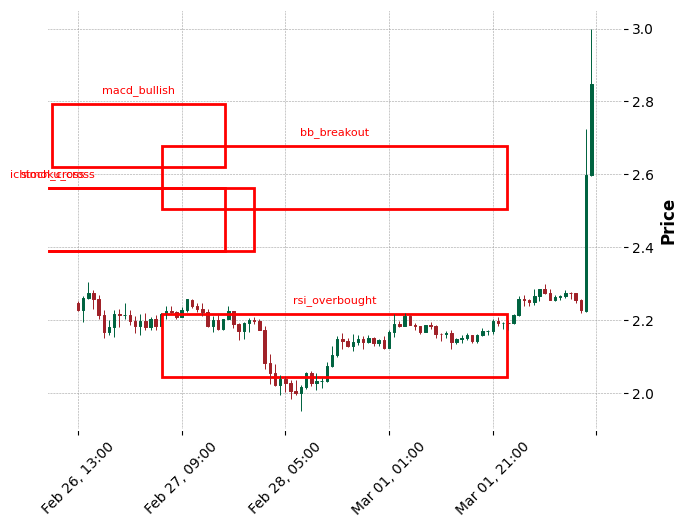 3.0
macd_bullish
2.8
bb_breakout
2.6
2.4
rsi_overbought
2.2
2.0
Price
Feb 26, 13:00
Feb 27, 09:00
Feb 28, 05:00
Mar 01, 01:00
Mar 01, 21:00